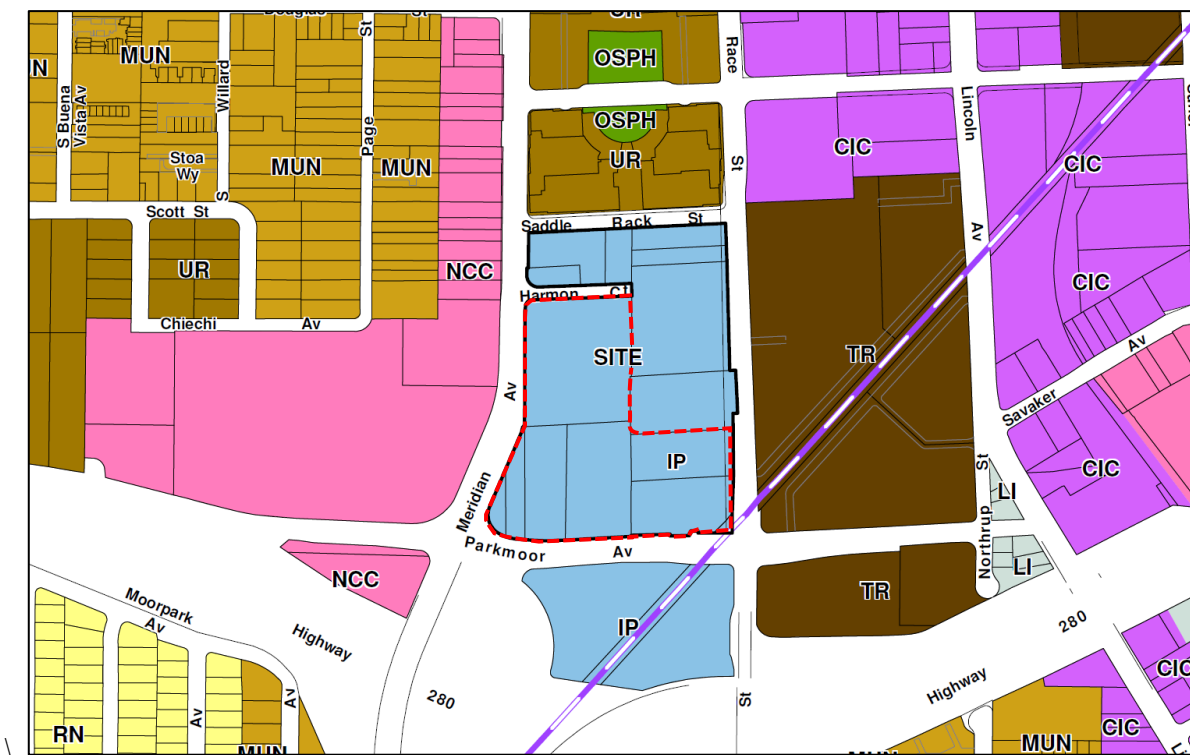 St
MUN
Willard
Page St
OSPH
Race
S Buena
Vista Av
Lincoln
OSPH
CIC
CIC
Stoa
Wy
MUN
MUN
UR
St
S
Scott St
Saddle Rack St
Av
UR
NCC
CIC
Harmon Ct
Chiechi Av
SITE
TR
Av
Av
Savaker
IP
CIC
St
LI
Meridian
Northrup
Parkmoor Av
NCC
LI
TR
Moorpark
Av
IP
Highway
280
280
Highway
CIC
Av
Av
St
RN
MUN
MUN
CIC